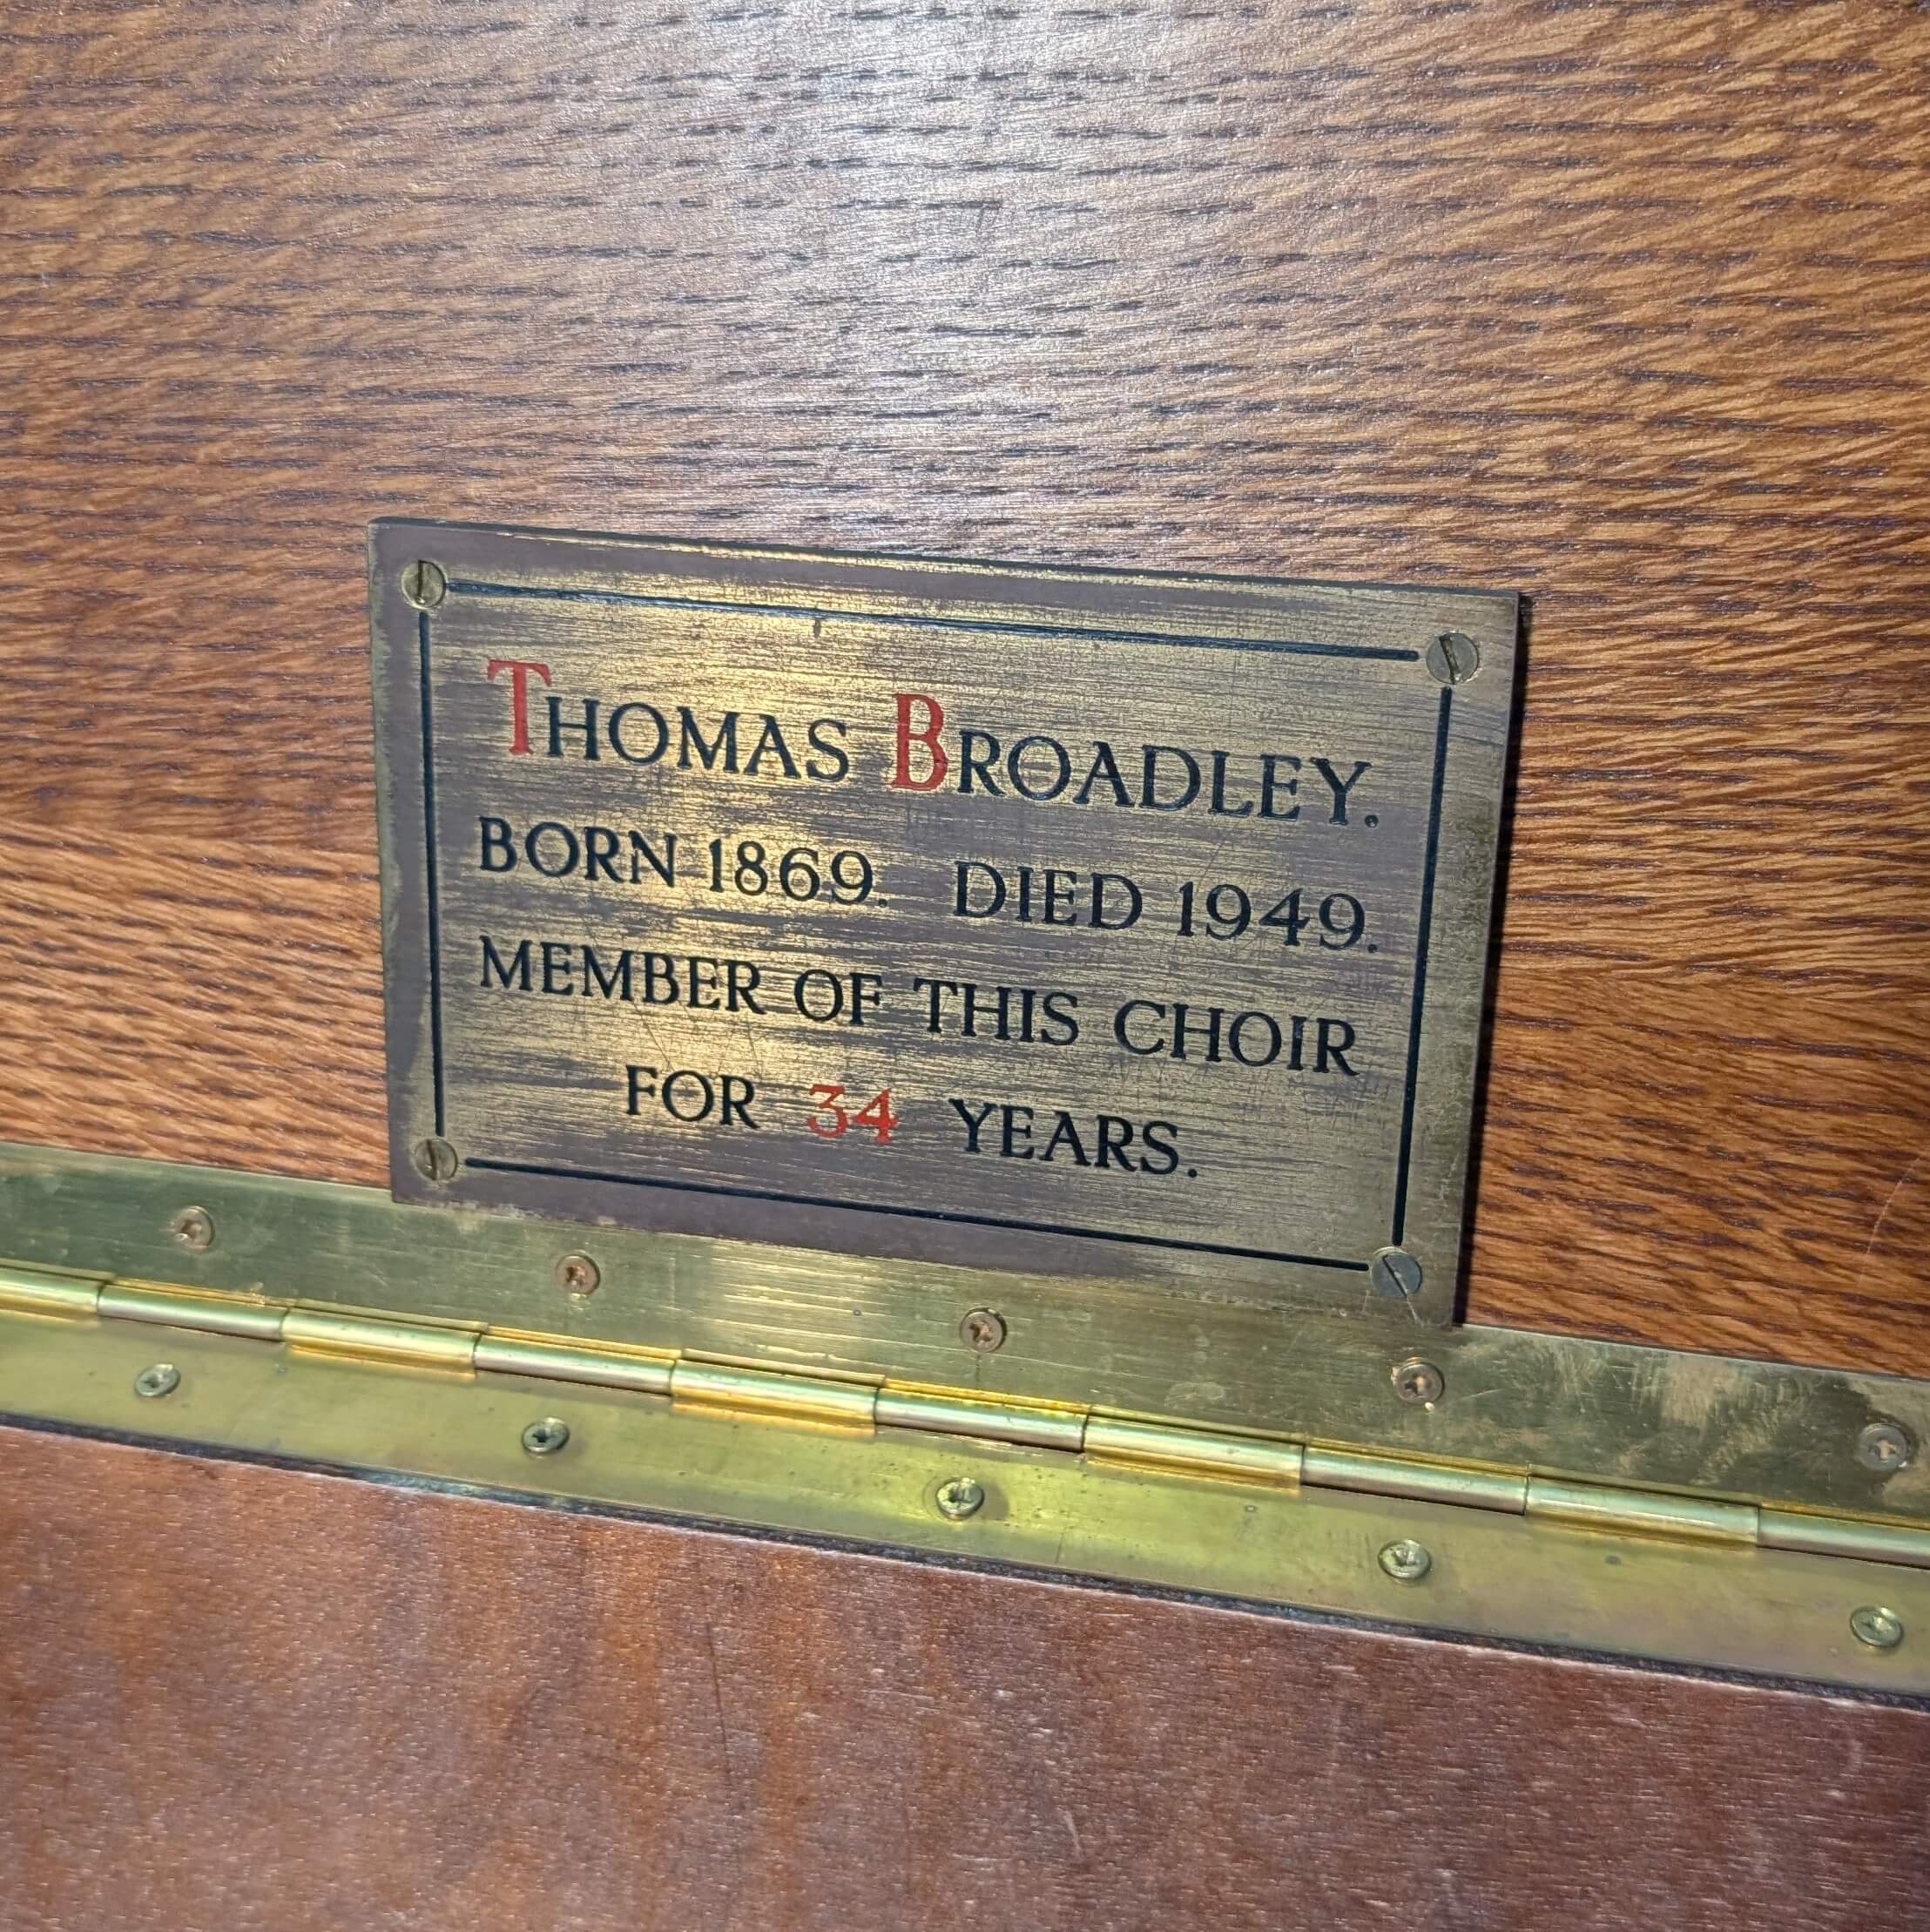 THOMAS BROADLEY.
BORN 1869. DIED 1949.
MEMBER OF THIS CHOIR
FOR 34 YEARS.